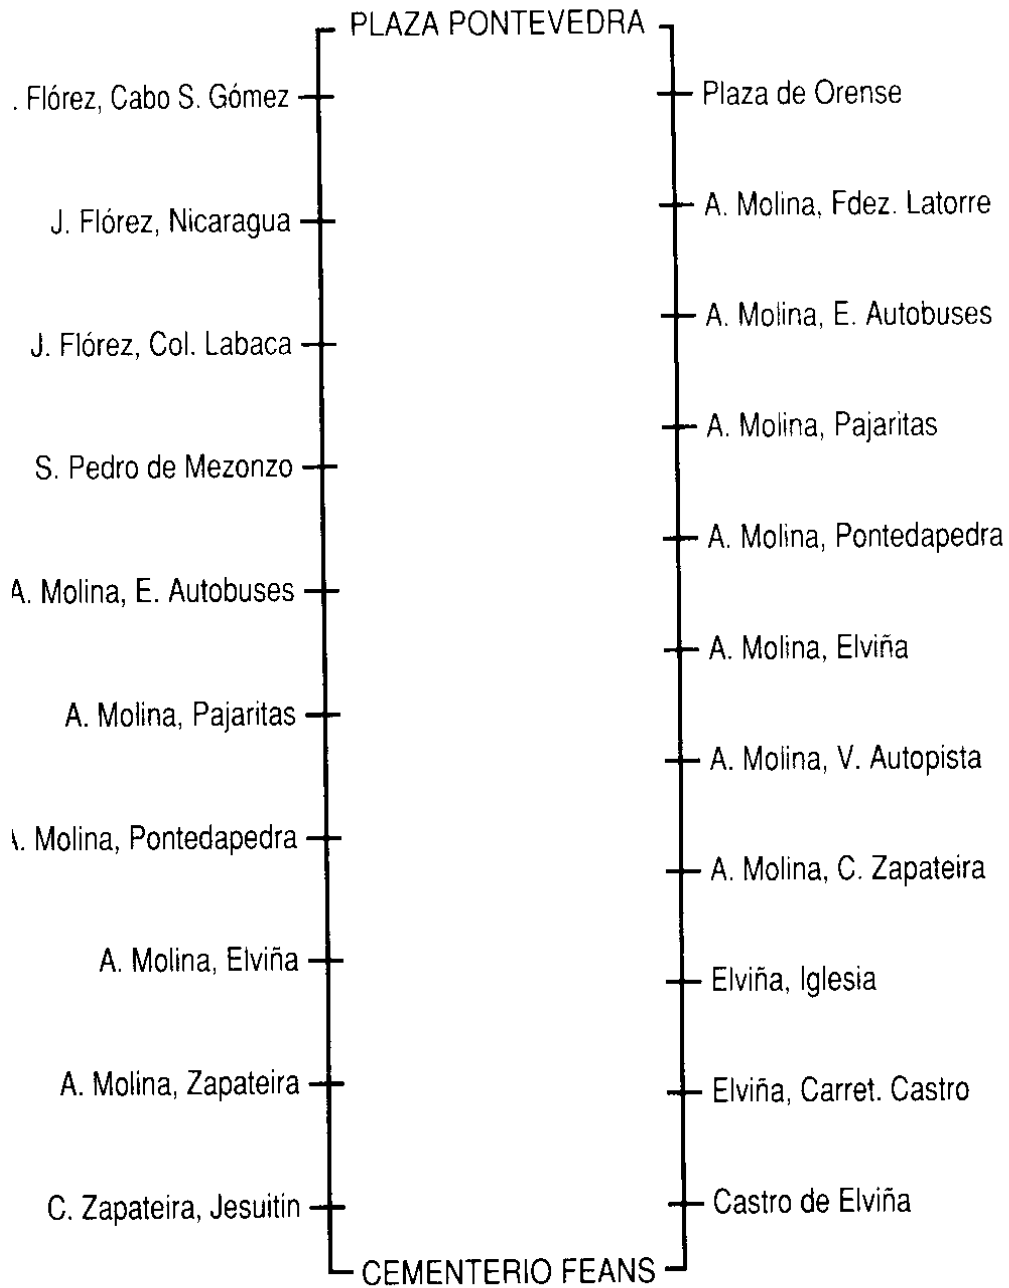 PLAZA PONTEVEDRA
. Flórez, Cabo S. Gómez
J. Flórez, Nicaragua
J. Flórez, Col. Labaca
S. Pedro de Mezonzo
A. Molina, E. Autobuses
A. Molina, Pajaritas
A. Molina, Pontedapedra
A. Molina, Elviña
A. Molina, Zapateira
C. Zapateira, Jesuitin
Plaza de Orense
A. Molina, Fdez. Latorre
A. Molina, E. Autobuses
A. Molina, Pajaritas
A. Molina, Pontedapedra
A. Molina, Elviña
A. Molina, V. Autopista
A. Molina, C. Zapateira
Elviña, Iglesia
Elviña, Carret. Castro
Castro de Elviña
CEMENTERIO FEANS